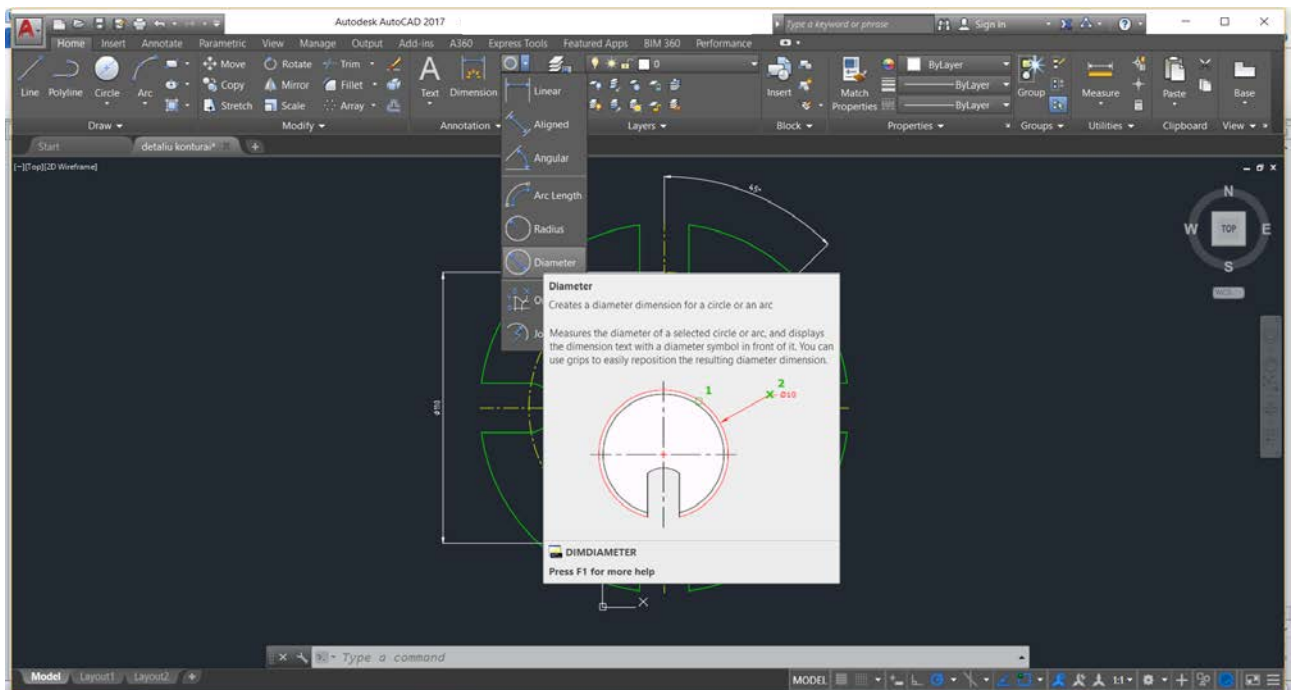 Autodesk AutoCAD 2017
Type a keyword or phrase
Sign In
Home Insert Annotate Parametric View Manage Output Add-ins A360 Express Tools Featured Apps BIM 360 Performance
Line Polyline Circle Arc
Move Rotate Trim
Copy Mirror Fillet
Stretch Scale Array
Text Dimension
Linear
Aligned
Angular
Arc Length
Radius
Diameter
0
Insert
Match
Properties
ByLayer
ByLayer
ByLayer
Group
Measure
Paste
Base
Draw Modify Annotation Layers Block Properties Groups Utilities Clipboard View
Start detaliu konturai* +
[-][Top][2D Wireframe]
N
W TOP E
S
Diameter
Creates a diameter dimension for a circle or an arc
Measures the diameter of a selected circle or arc, and displays
the dimension text with a diameter symbol in front of it. You can
use grips to easily reposition the resulting diameter dimension.
1
2
Ø10
DIMDIAMETER
Press F1 for more help
X
Type a command
Model Layout1 Layout2 +
MODEL
1:1